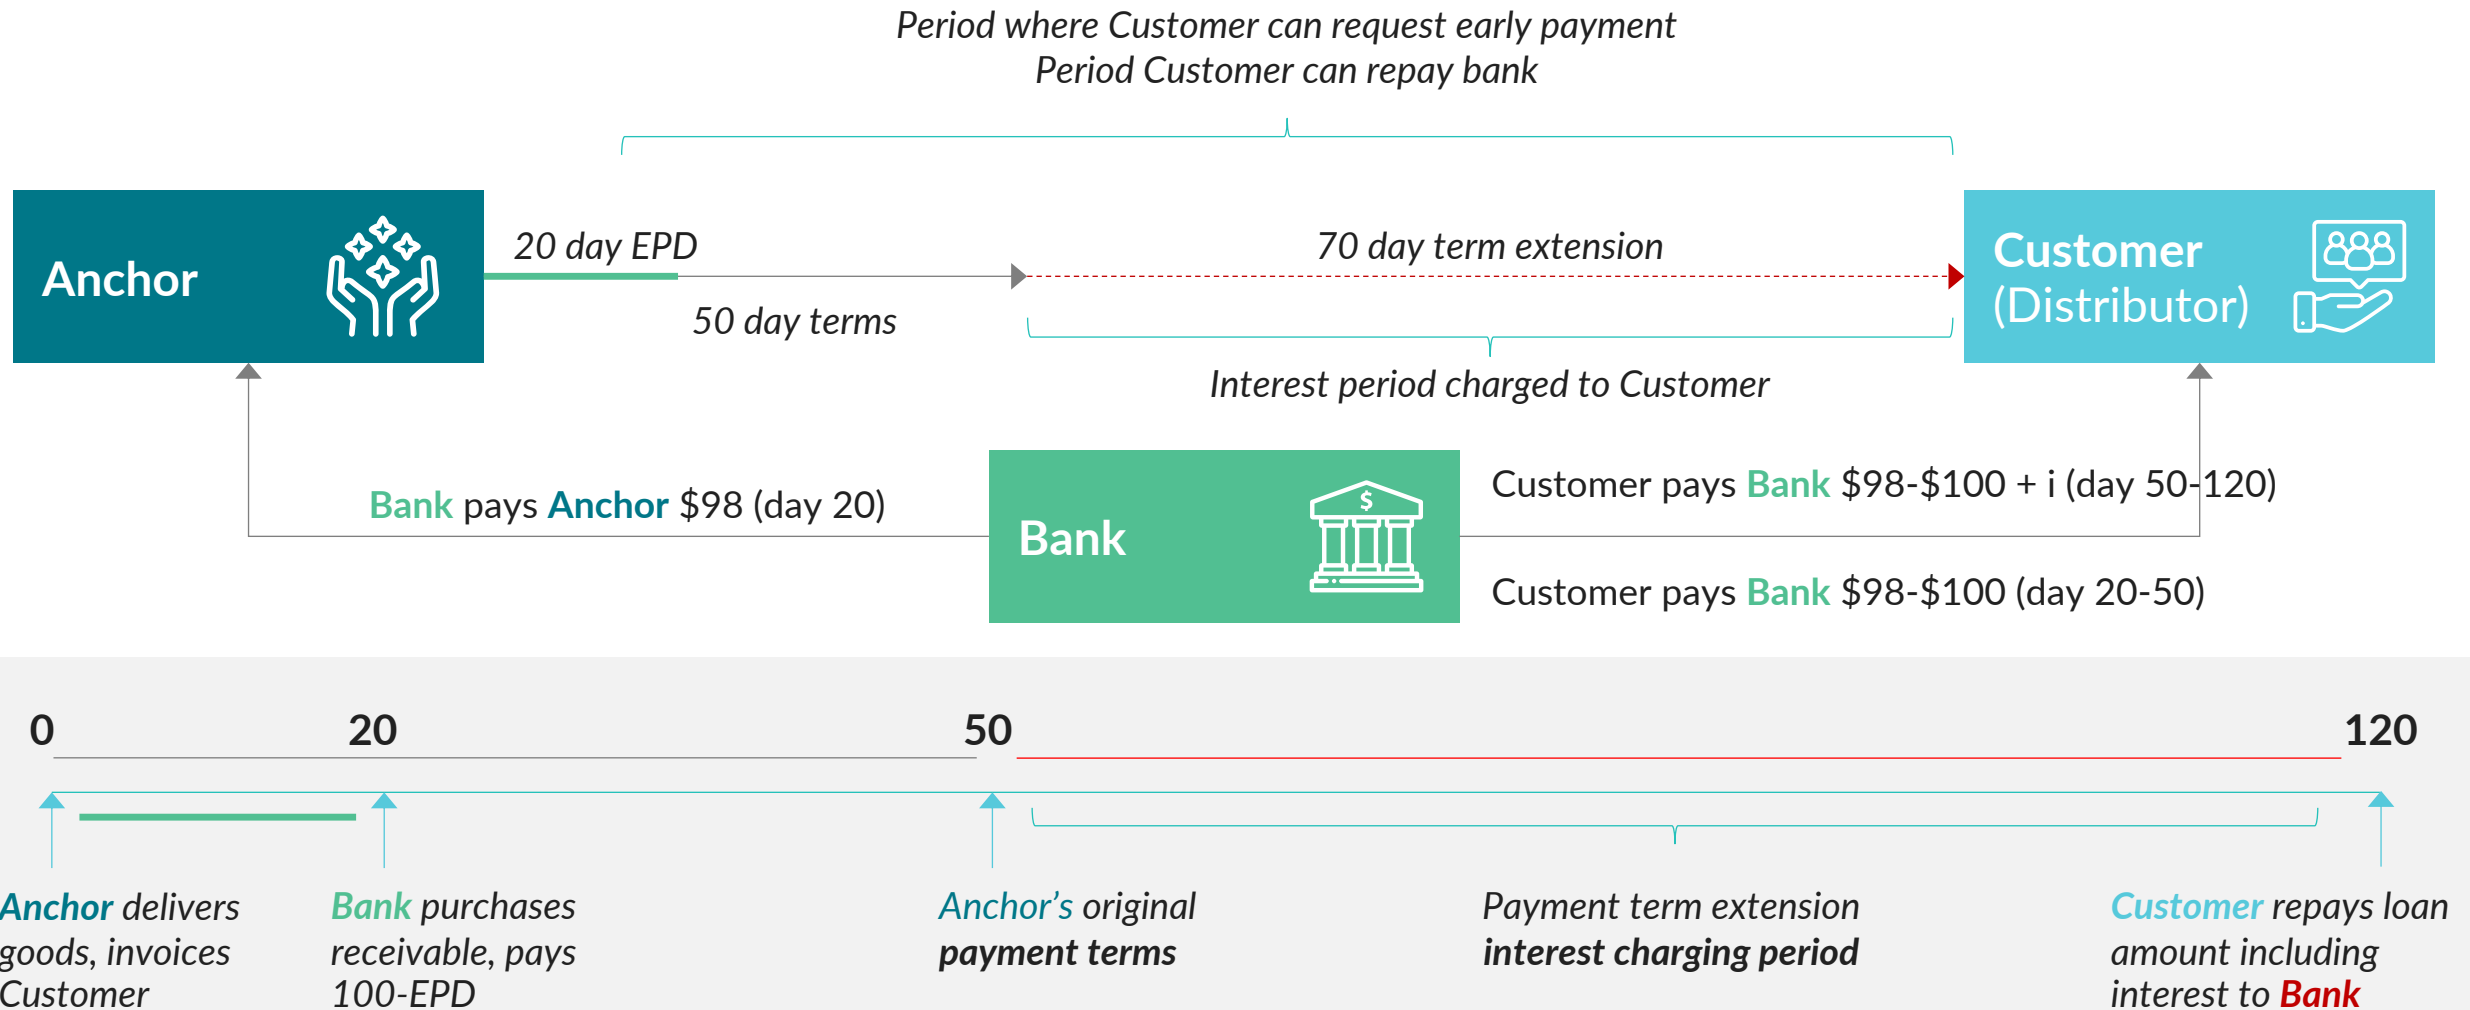 Period where Customer can request early payment
Period Customer can repay bank
Anchor
20 day EPD
50 day terms
70 day term extension
Interest period charged to Customer
Customer
(Distributor)
Bank pays Anchor $98 (day 20)
Bank
$
Customer pays Bank $98-$100 + i (day 50-120)
Customer pays Bank $98-$100 (day 20-50)
0
20
50
120
Anchor delivers
goods, invoices
Customer
Bank purchases
receivable, pays
100-EPD
Anchor’s original
payment terms
Payment term extension
interest charging period
Customer repays loan
amount including
interest to Bank